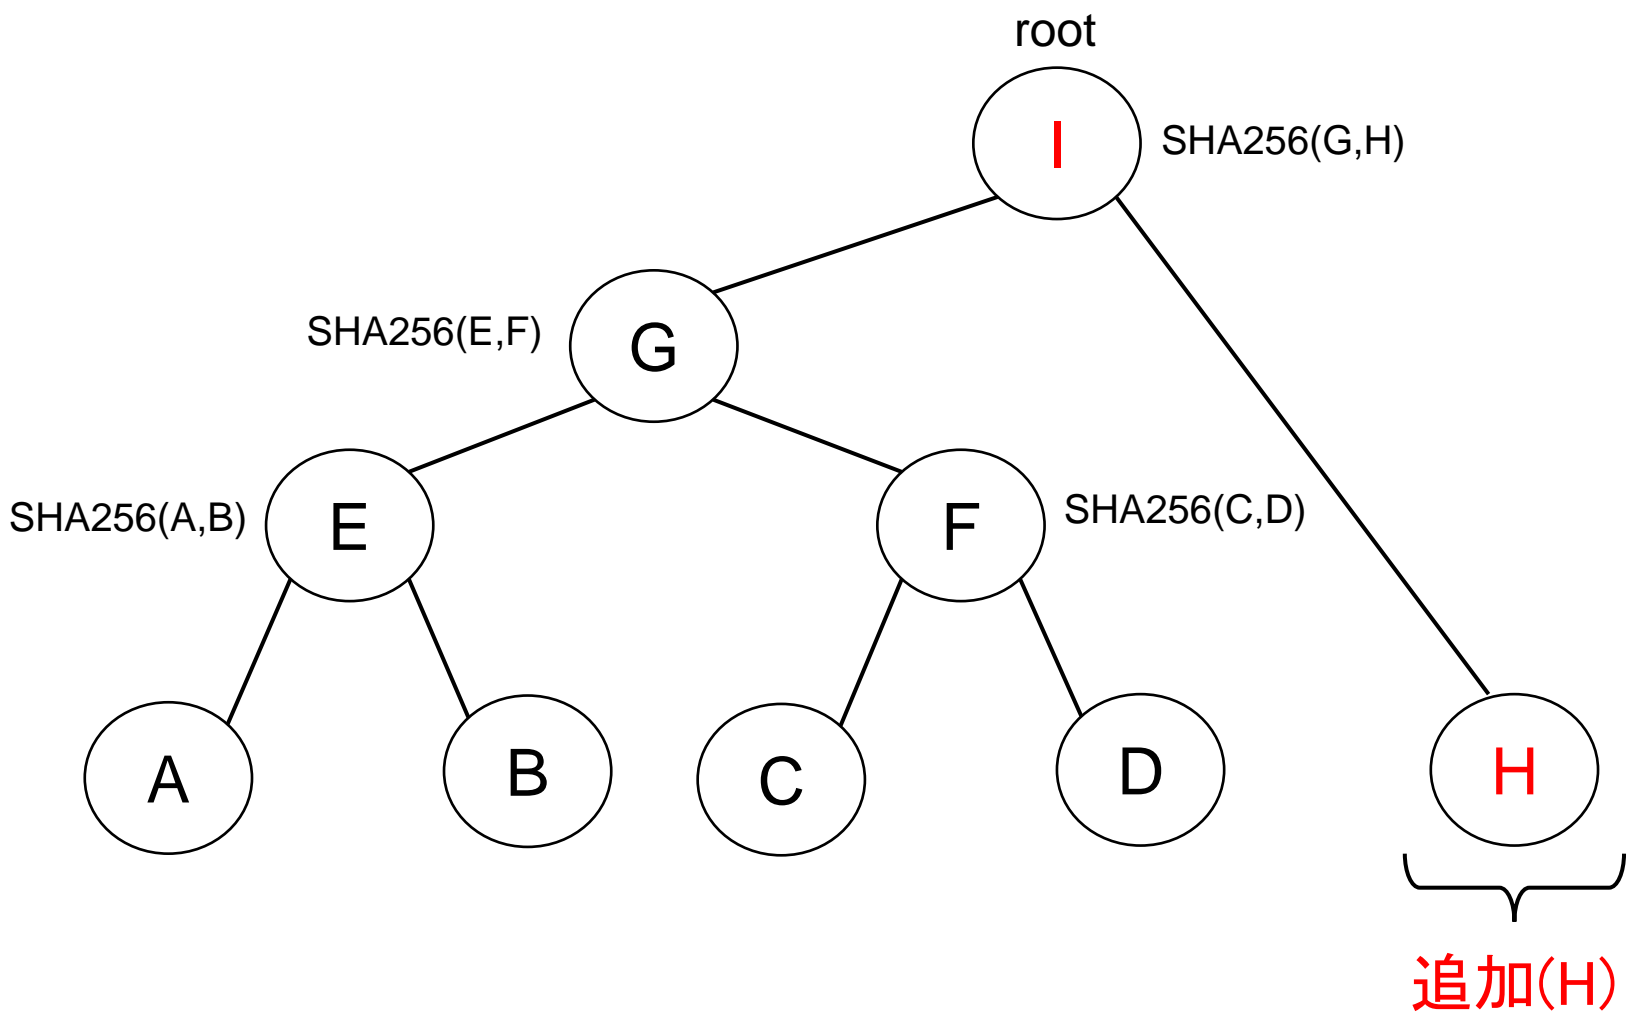 root
I
SHA256(G,H)
SHA256(E,F)
G
SHA256(A,B)
E
F
SHA256(C,D)
A
B
C
D
H
追加(H)